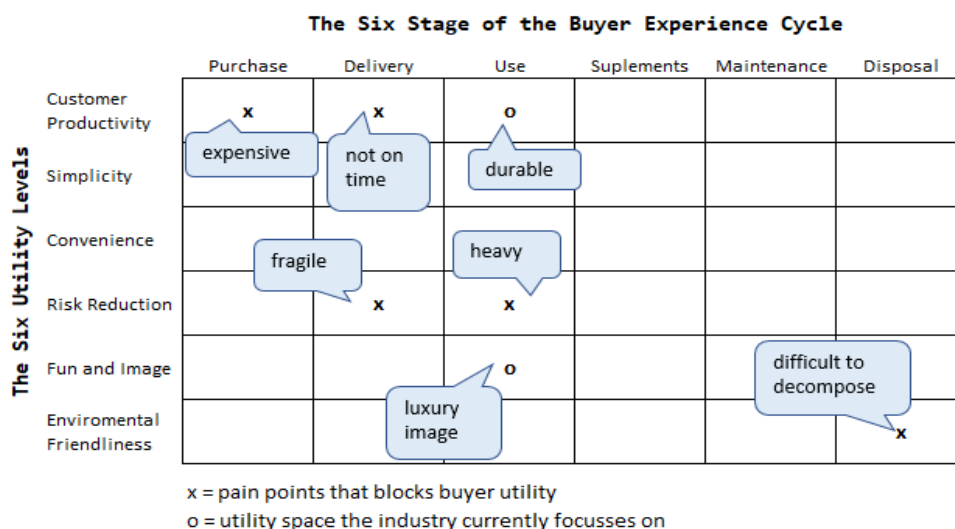 The Six Stage of the Buyer Experience Cycle
Purchase Delivery Use Suplements Maintenance Disposal
The Six Utility Levels
Customer
Productivity
x x o
expensive
not on
time
durable
Simplicity
Convenience
fragile
heavy
Risk Reduction
x x
Fun and Image
o
difficult to
decompose
luxury
image
Enviromental
Friendliness
x
x = pain points that blocks buyer utility
o = utility space the industry currently focusses on